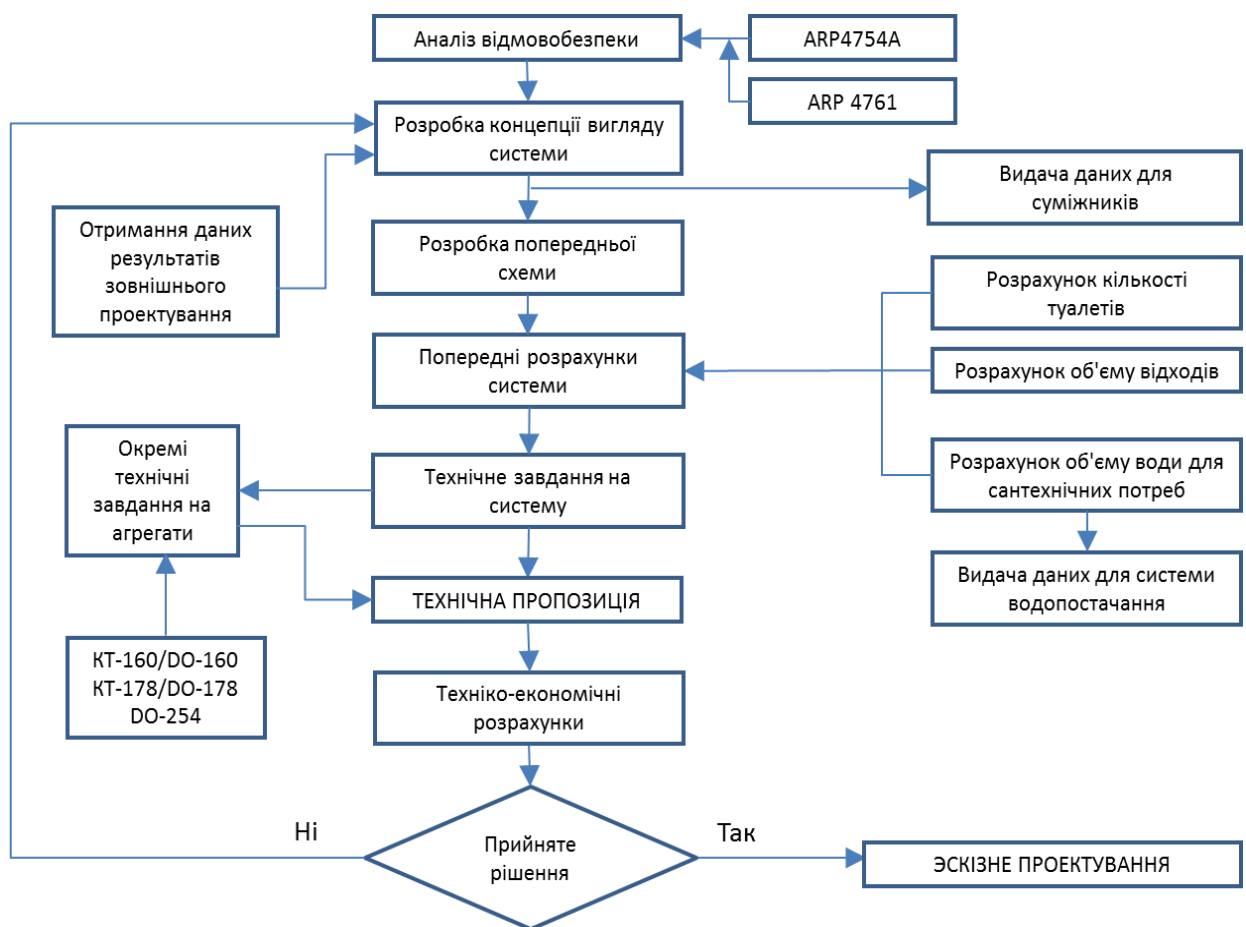 Аналіз відмовобезпеки
ARP4754A
ARP 4761
Розробка концепції вигляду
системи
Видача даних для
суміжників
Отримання даних
результатів
зовнішнього
проектування
Розробка попередньої
схеми
Розрахунок кількості
туалетів
Попередні розрахунки
системи
Розрахунок об'єму відходів
Окремі
технічні
завдання на
агрегати
Технічне завдання на
систему
Розрахунок об'єму води для
сантехнічних потреб
Видача даних для системи
водопостачання
ТЕХНІЧНА ПРОПОЗИЦІЯ
КТ-160/DO-160
КТ-178/DO-178
DO-254
Техніко-економічні
розрахунки
Ні
Так
Прийняте
рішення
ЭСКІЗНЕ ПРОЕКТУВАННЯ